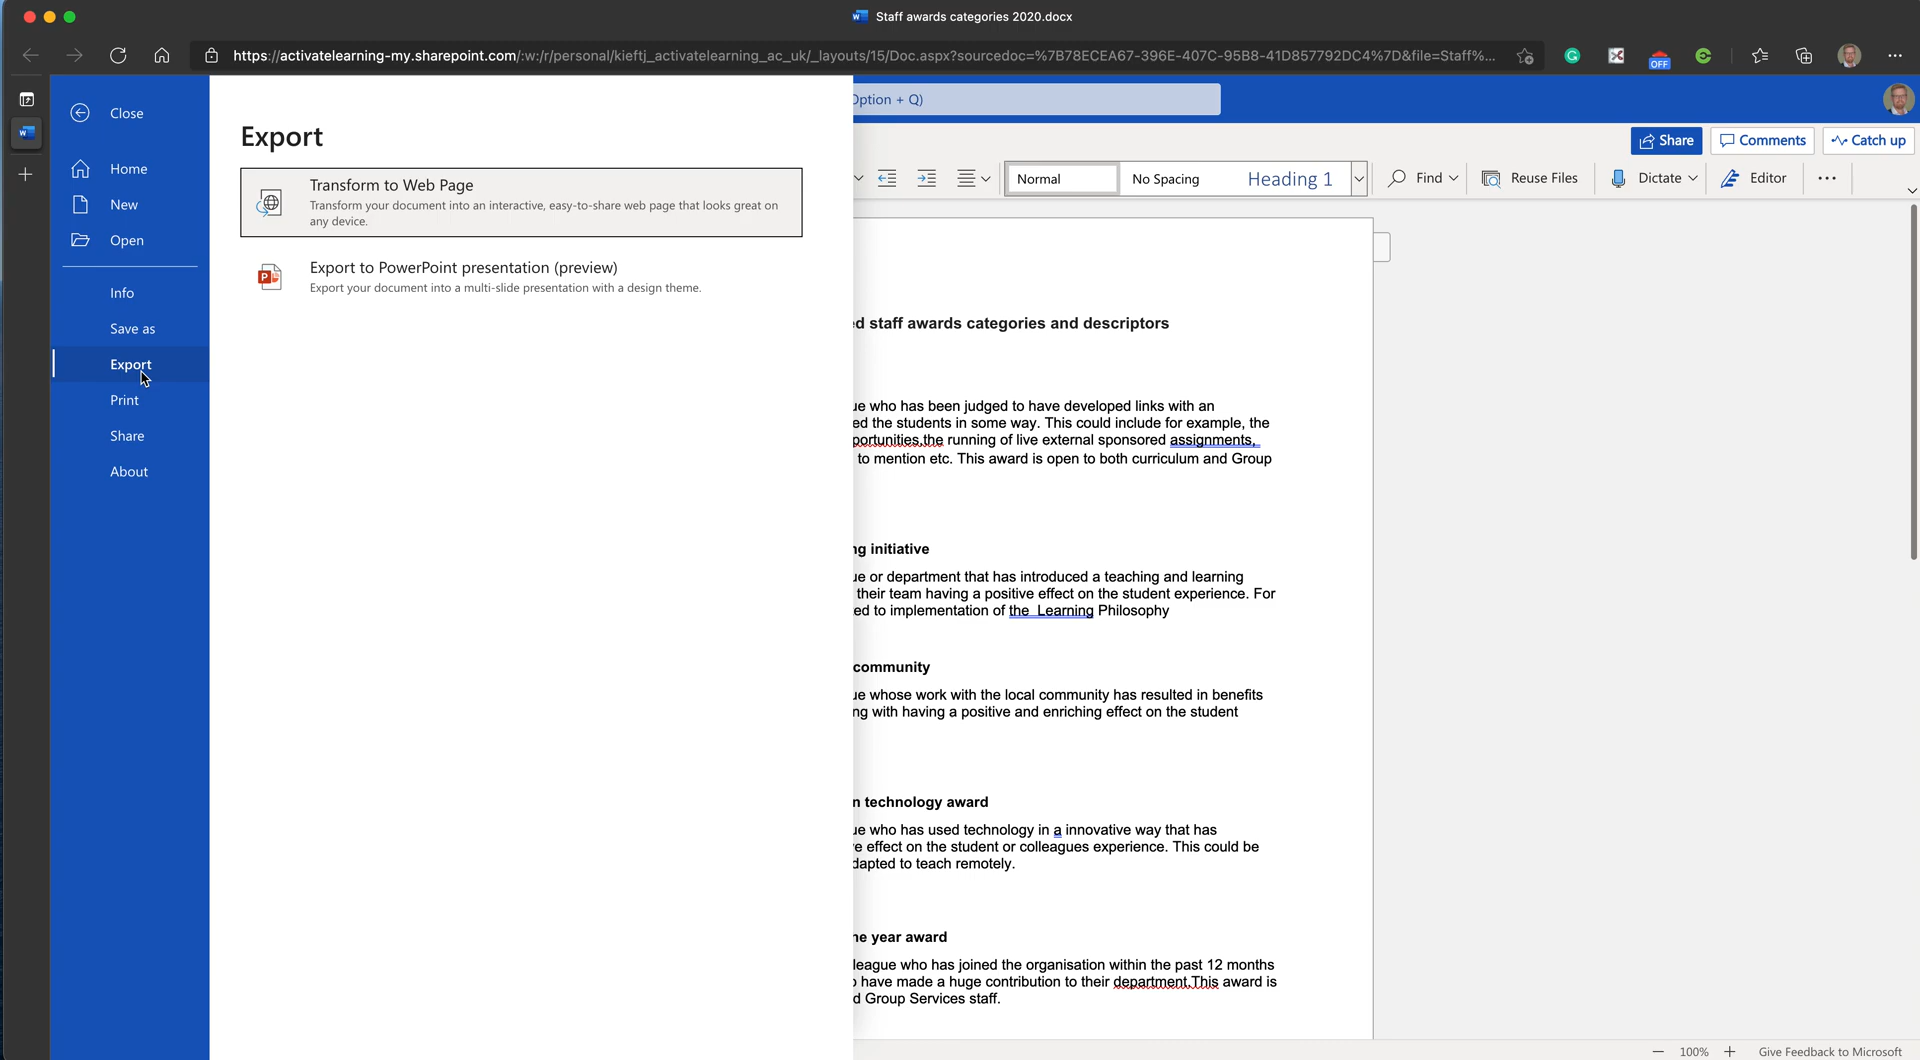 Staff awards categories 2020.docx
https://activatelearning-my.sharepoint.com/:w:/r/personal/kieftj_activatelearning_ac_uk/_layouts/15/Doc.aspx?sourcedoc=%7B78ECEA67-396E-407C-95B8-41D857792DC4%7D&file=Staff%...
OFF
Close
Option + Q)
Export
Share
Comments
Catch up
Home
New
Open
Info
Save as
Export
Print
Share
About
Transform to Web Page
Transform your document into an interactive, easy-to-share web page that looks great on
any device.
Export to PowerPoint presentation (preview)
Export your document into a multi-slide presentation with a design theme.
Normal
No Spacing
Heading 1
Find
Reuse Files
Dictate
Editor
staff awards categories and descriptors
who has been judged to have developed links with an
the students in some way. This could include for example, the
portunities,the running of live external sponsored assignments,
to mention etc. This award is open to both curriculum and Group
ng initiative
or department that has introduced a teaching and learning
their team having a positive effect on the student experience. For
ed to implementation of the  Learning Philosophy
community
whose work with the local community has resulted in benefits
ng with having a positive and enriching effect on the student
n technology award
who has used technology in a innovative way that has
effect on the student or colleagues experience. This could be
dapted to teach remotely.
he year award
league who has joined the organisation within the past 12 months
have made a huge contribution to their department.This award is
d Group Services staff.
100%
Give Feedback to Microsoft